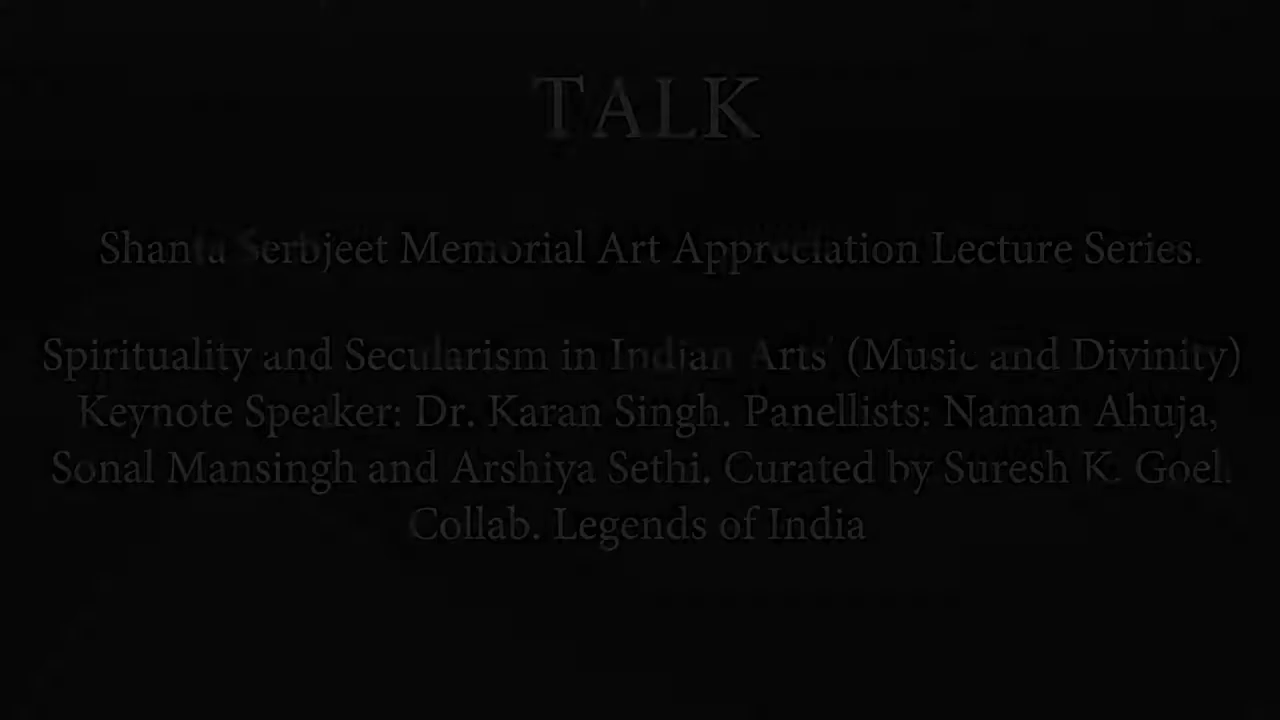 TALK
Shanta Serbjeet Memorial Art Appreciation Lecture Series.
Spirituality and Secularism in Indian Arts' (Music and Divinity)
Keynote Speaker: Dr. Karan Singh. Panellists: Naman Ahuja,
Sonal Mansingh and Arshiya Sethi. Curated by Suresh K. Goel.
Collab. Legends of India